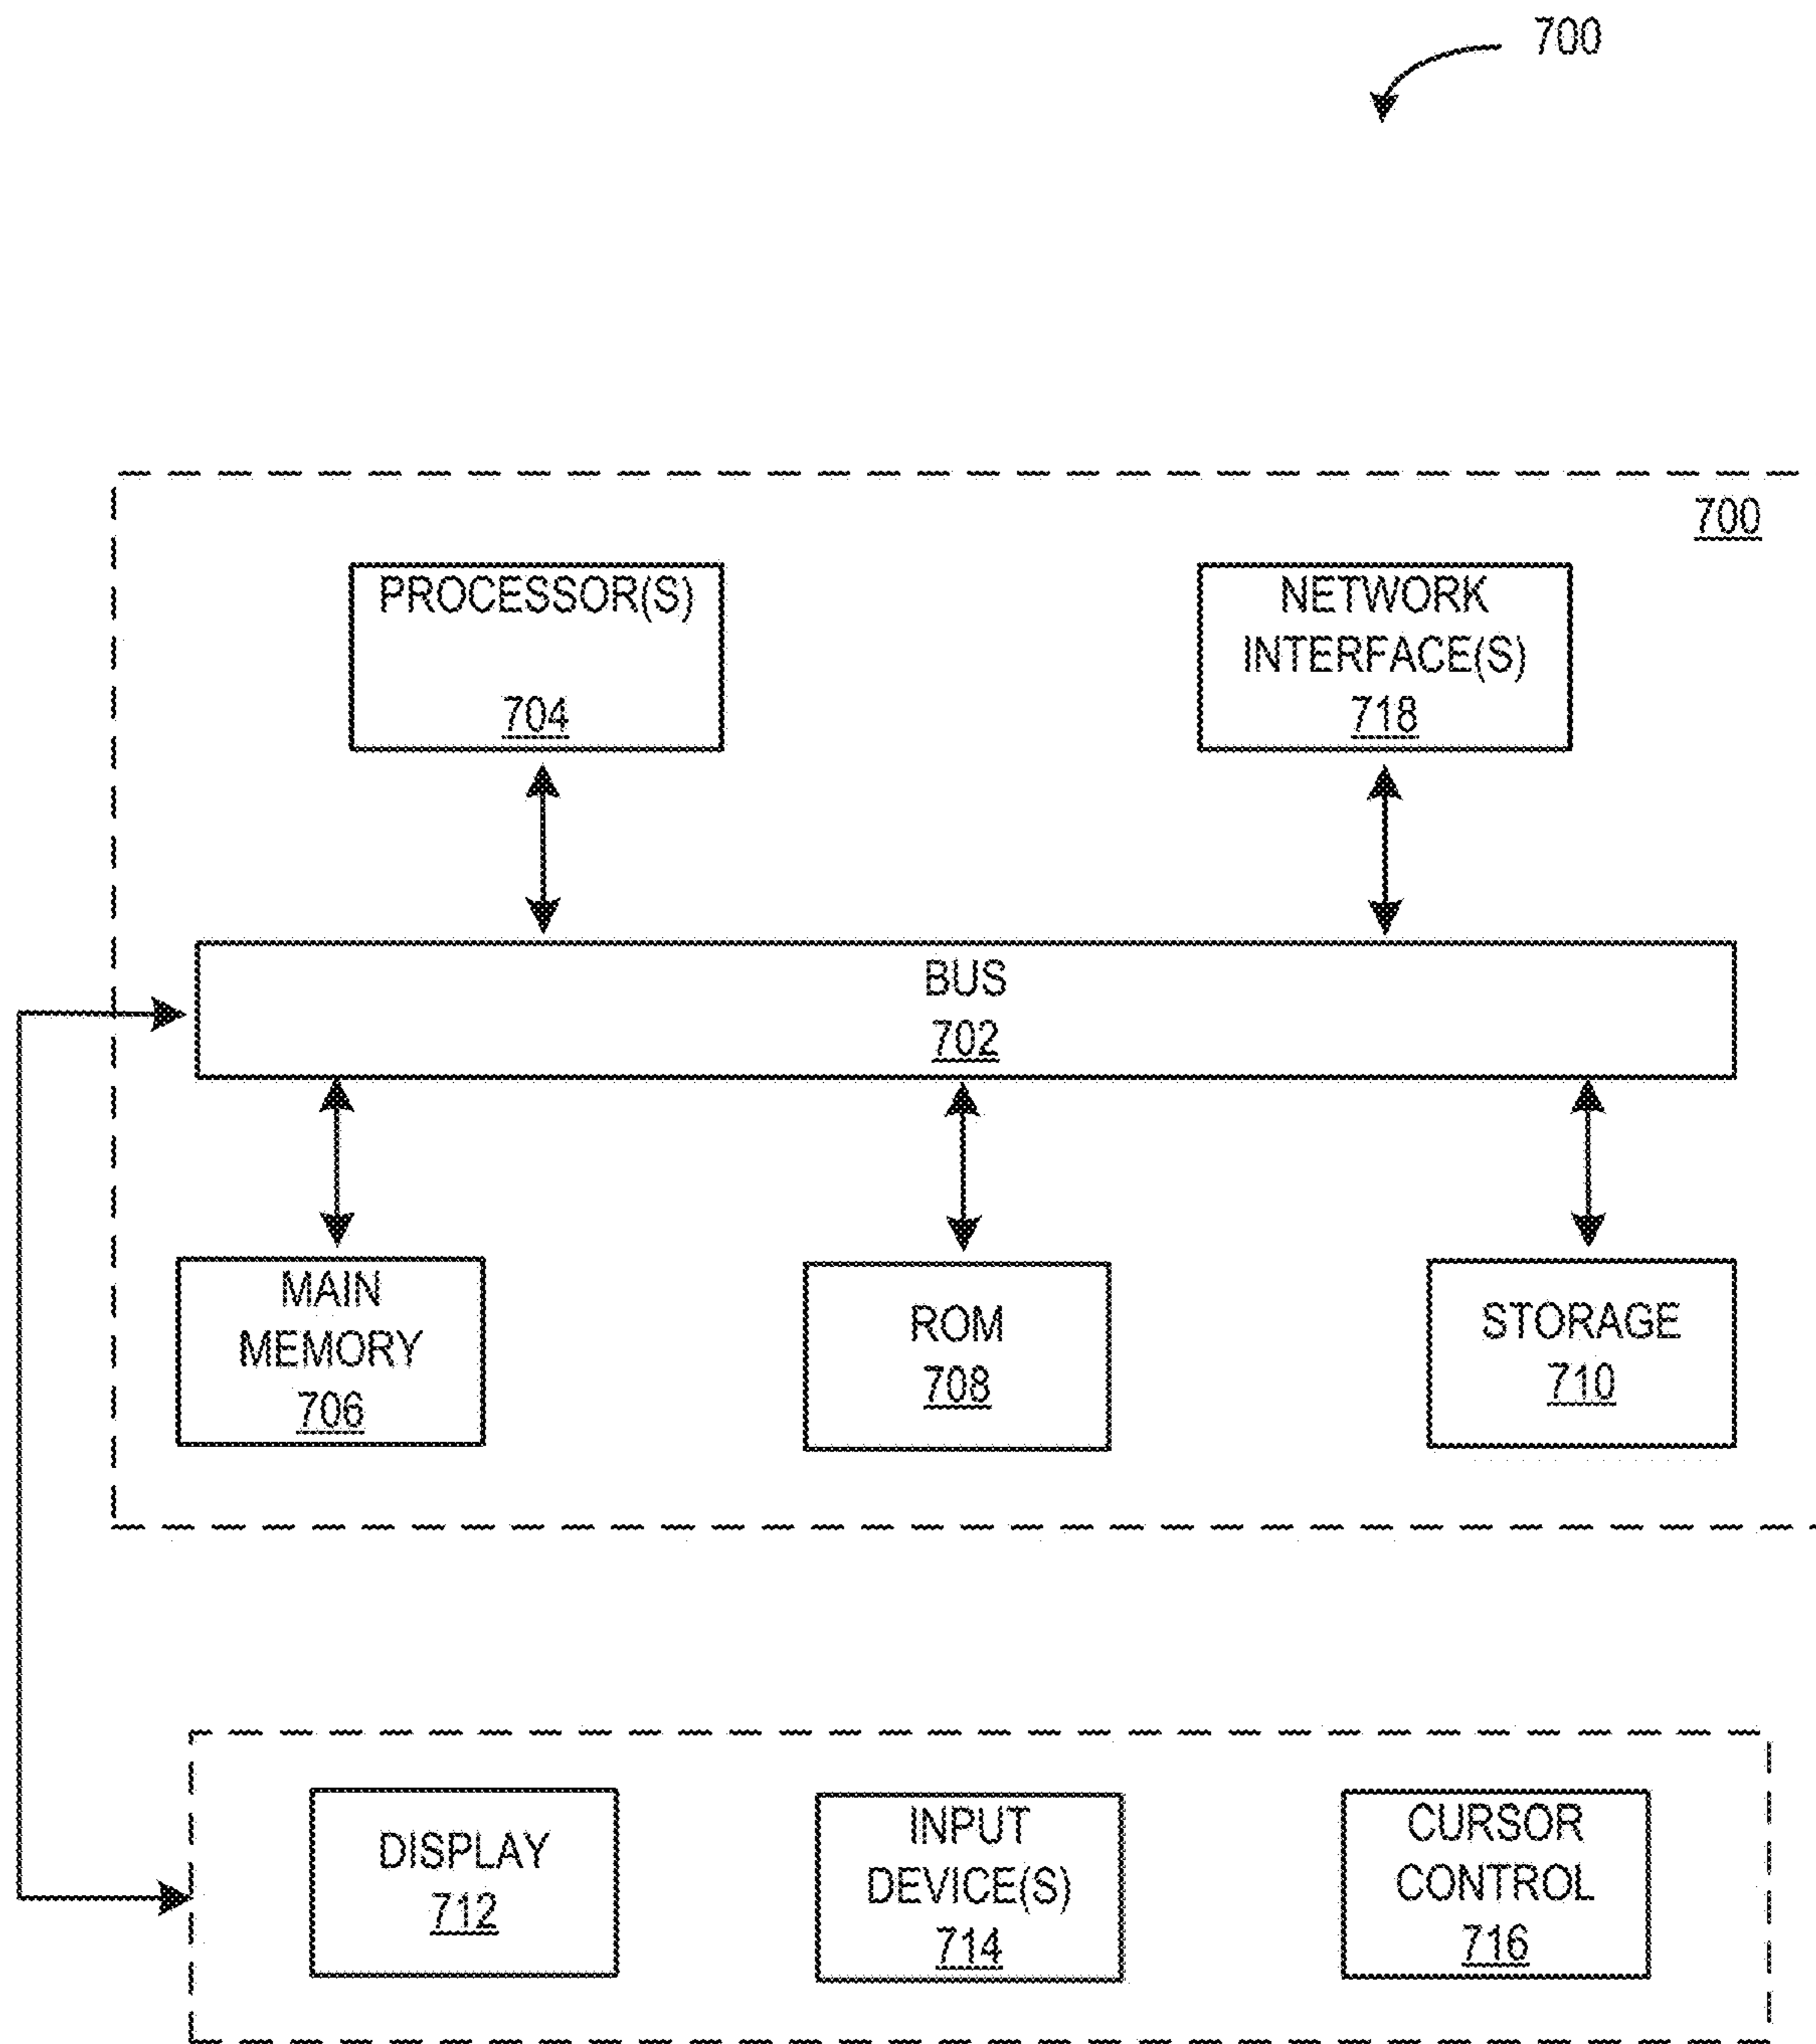 700
700
PROCESSOR(S)
704
NETWORK
INTERFACE(S)
718
BUS
702
MAIN
MEMORY
706
ROM
708
STORAGE
710
DISPLAY
712
INPUT
DEVICE(S)
714
CURSOR
CONTROL
716